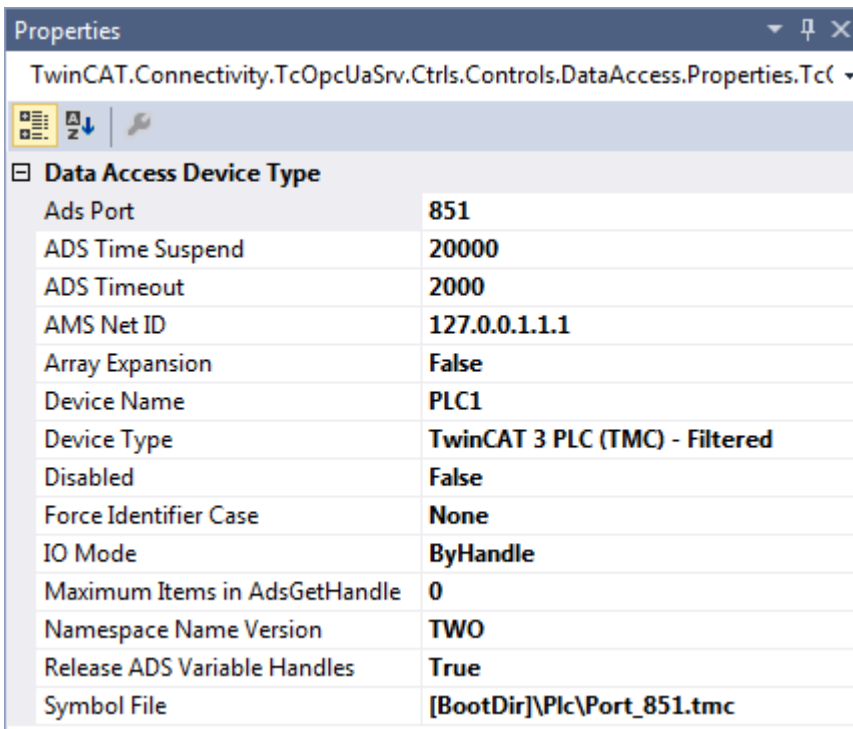 Properties
TwinCAT.Connectivity.TcOpcUaSrv.Ctrls.Controls.DataAccess.Properties.Tc
Data Access Device Type
Ads Port 851
ADS Time Suspend 20000
ADS Timeout 2000
AMS Net ID 127.0.0.1.1.1
Array Expansion False
Device Name PLC1
Device Type TwinCAT 3 PLC (TMC) - Filtered
Disabled False
Force Identifier Case None
IO Mode ByHandle
Maximum Items in AdsGetHandle 0
Namespace Name Version TWO
Release ADS Variable Handles True
Symbol File [BootDir]\Plc\Port_851.tmc